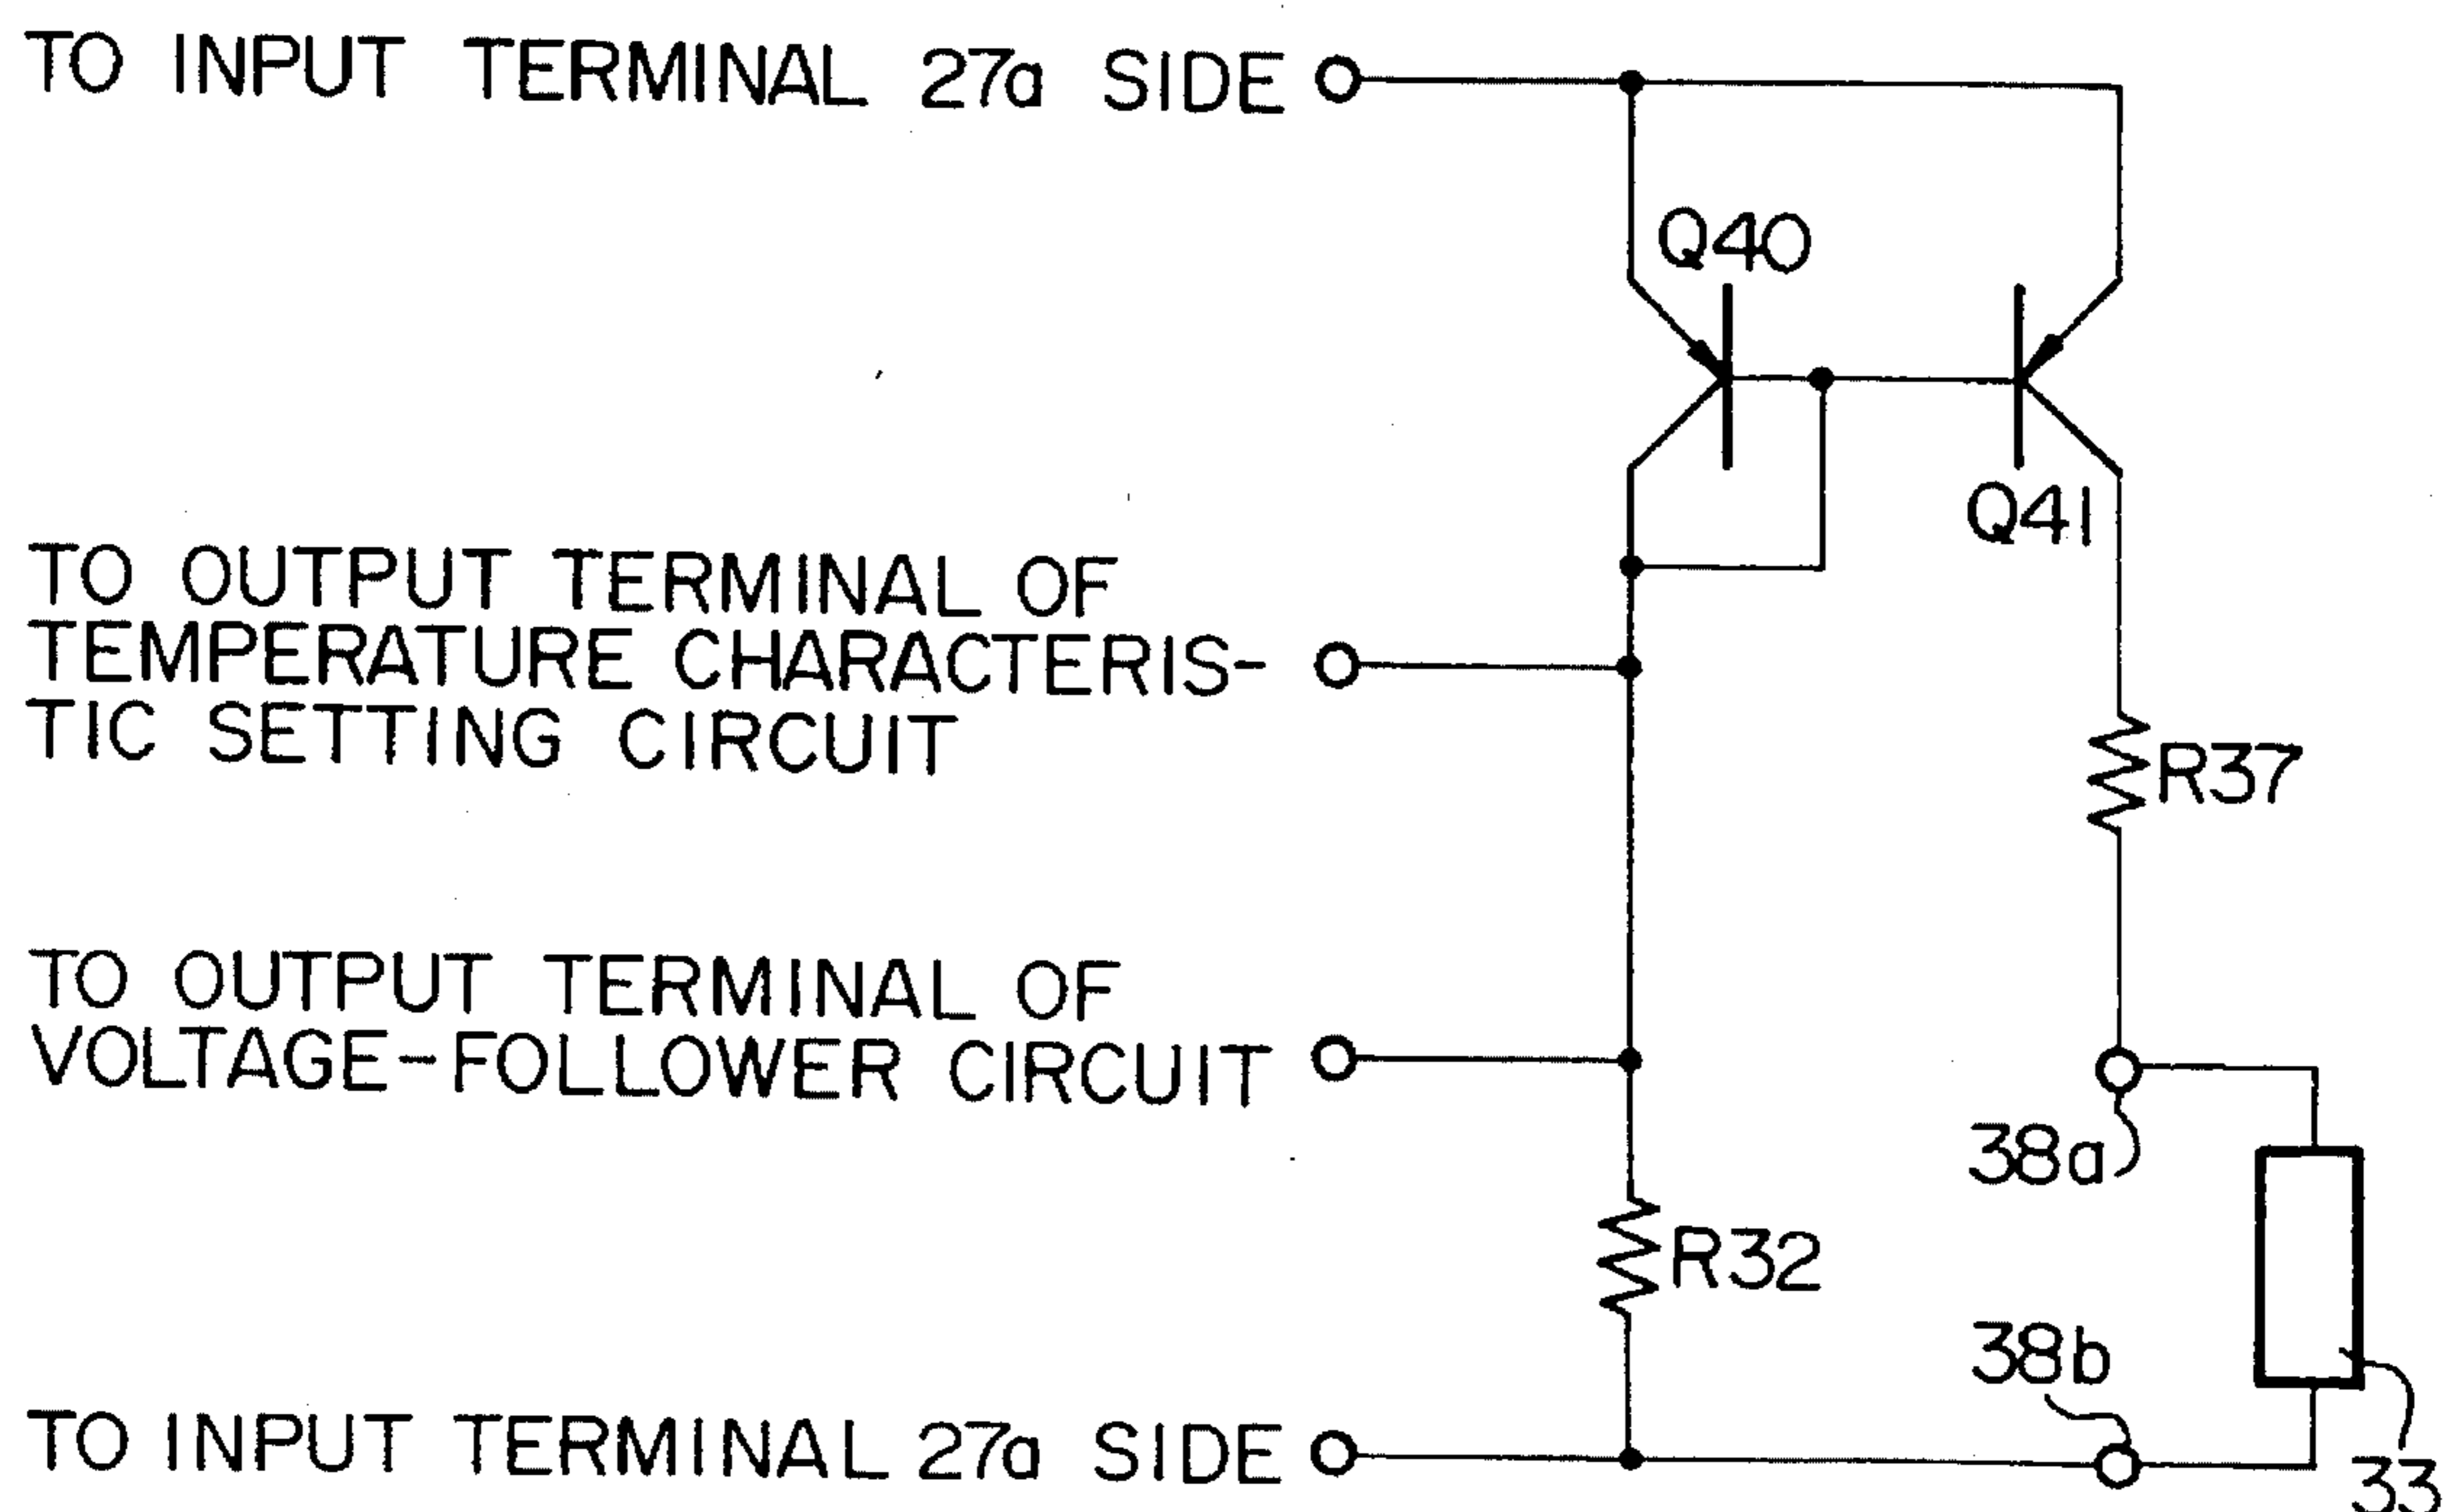 TO INPUT TERMINAL 27a SIDE
Q40
Q41
TO OUTPUT TERMINAL OF
TEMPERATURE CHARACTERIS-
TIC SETTING CIRCUIT
R37
TO OUTPUT TERMINAL OF
VOLTAGE-FOLLOWER CIRCUIT
38a
R32
38b
TO INPUT TERMINAL 27a SIDE
33